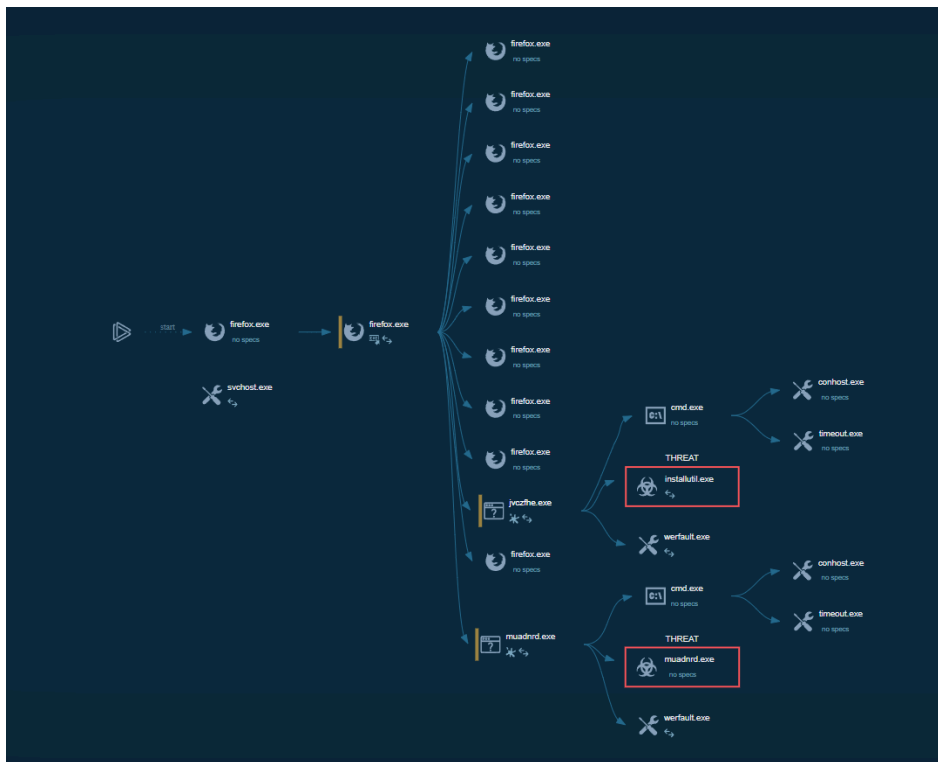 firefox.exe
no specs
firefox.exe
no specs
firefox.exe
no specs
firefox.exe
no specs
firefox.exe
no specs
firefox.exe
no specs
start
firefox.exe
no specs
firefox.exe
firefox.exe
no specs
svchost.exe
firefox.exe
no specs
firefox.exe
no specs
jvczfhe.exe
firefox.exe
no specs
muadnrd.exe
C:\
cmd.exe
no specs
conhost.exe
no specs
timeout.exe
no specs
THREAT
installutil.exe
werfault.exe
C:\
cmd.exe
no specs
conhost.exe
no specs
timeout.exe
no specs
THREAT
muadnrd.exe
no specs
werfault.exe